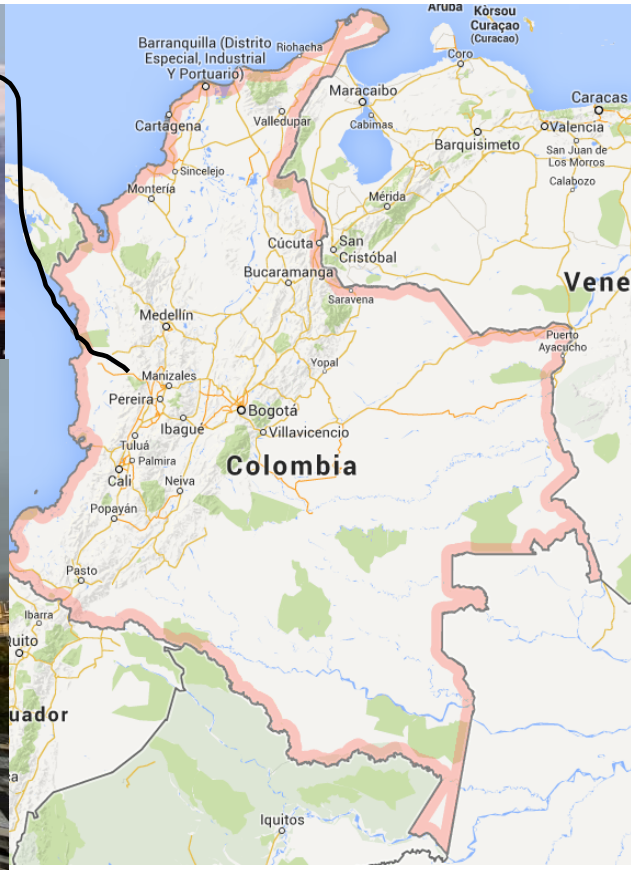 Aruba
Kòrsou
Curaçao
(Curacao)
Barranquilla (Distrito
Especial, Industrial
Y Portuario)
Riohacha
Coro
Maracaibo
Cabimas
Caracas
Cartagena
Valledupar
Barquisimeto
Valencia
San Juan de
Los Morros
Calabozo
Sincelejo
Montería
Mérida
Cúcuta
San
Cristóbal
Bucaramanga
Saravena
Vene
Medellín
Puerto
Ayacucho
Yopal
Manizales
Pereira
Bogotá
Ibagué
Villavicencio
Tuluá
Palmira
Colombia
Cali
Neiva
Popayán
Pasto
Ibarra
uito
uador
ca
Iquitos